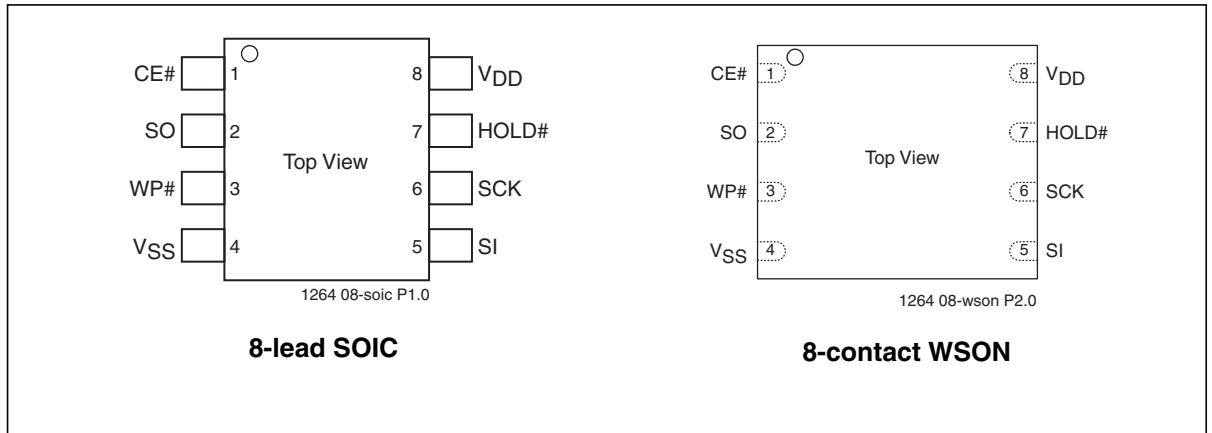 CE# 1 8 VDD
SO 2 7 HOLD#
Top View
WP# 3 6 SCK
VSS 4 5 SI
1264 08-soic P1.0
8-lead SOIC
CE# 1 8 VDD
SO 2 7 HOLD#
Top View
WP# 3 6 SCK
VSS 4 5 SI
1264 08-wson P2.0
8-contact WSON